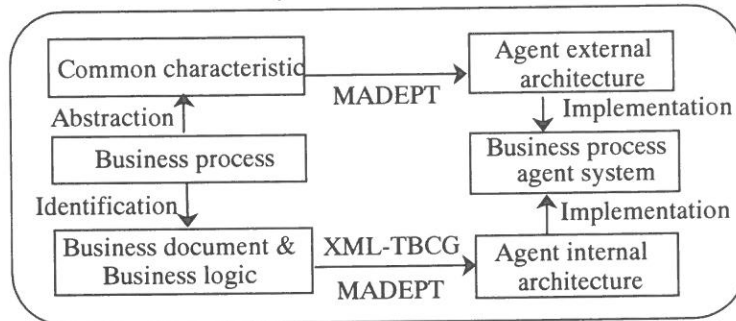 Common characteristic
MADEPT
Agent external
architecture
Abstraction
Implementation
Business process
Business process
agent system
Identification
Implementation
Business document &
Business logic
XML-TBCG
MADEPT
Agent internal
architecture